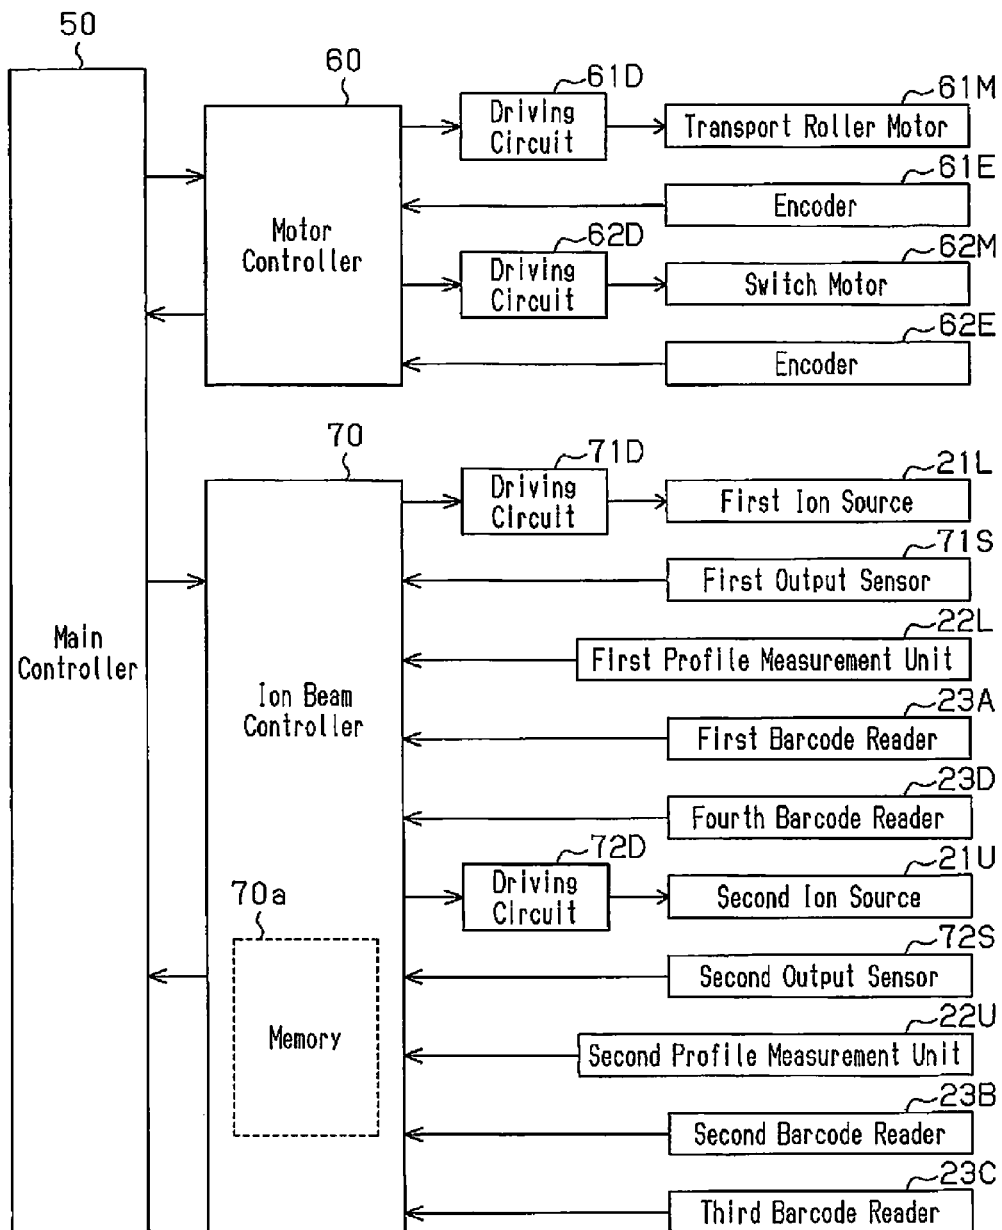 50
60
61D
Driving
Circuit
61M
Transport Roller Motor
61E
Encoder
Motor
Controller
62D
Driving
Circuit
62M
Switch Motor
62E
Encoder
70
71D
Driving
Circuit
21L
First Ion Source
71S
First Output Sensor
22L
First Profile Measurement Unit
Main
Controller
Ion Beam
Controller
23A
First Barcode Reader
23D
Fourth Barcode Reader
72D
Driving
Circuit
21U
Second Ion Source
70a
Memory
72S
Second Output Sensor
22U
Second Profile Measurement Unit
23B
Second Barcode Reader
23C
Third Barcode Reader